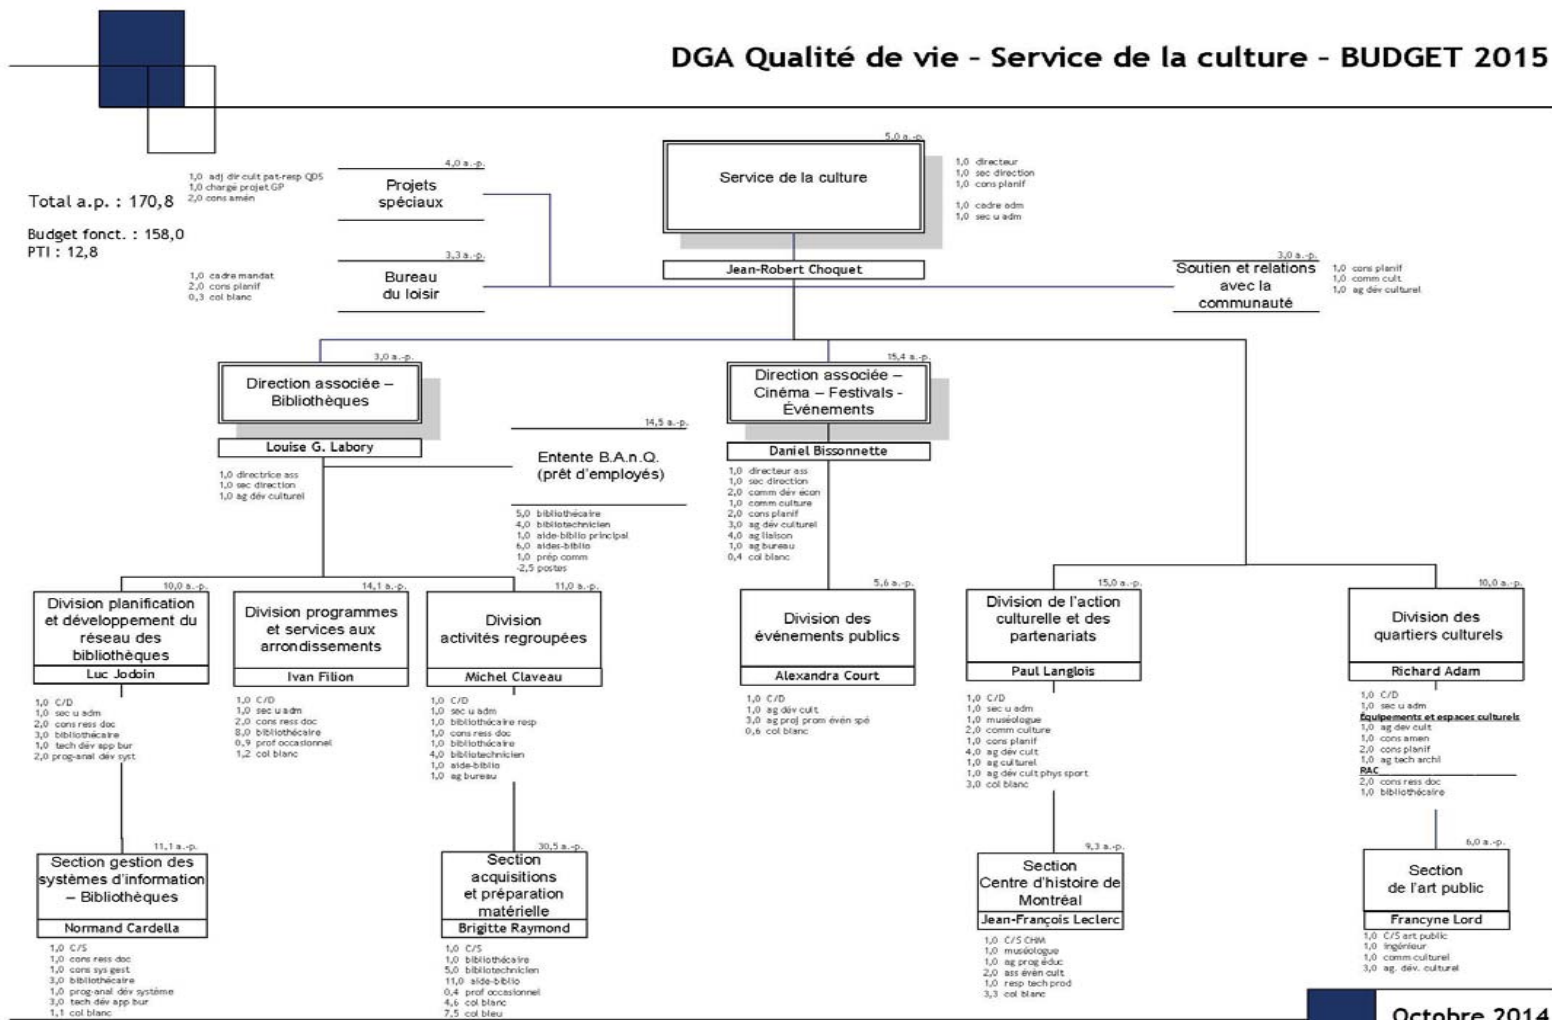 DGA Qualité de vie - Service de la culture - BUDGET 2015
Total a.p. : 170,8
Budget fonct. : 158,0
PTI : 12,8
4,0 a.-p.
1,0 adj dir cult pat-resp QDS
1,0 chargé projet GP
2,0 cons amén
Projets
spéciaux
3,3 a.-p.
1,0 cadre mandat
2,0 cons planif
0,3 col blanc
Bureau
du loisir
5,0 a.-p.
Service de la culture
Jean-Robert Choquet
1,0 directeur
1,0 sec direction
1,0 cons planif
1,0 cadre adm
1,0 sec u adm
3,0 a.-p.
Soutien et relations
avec la
communauté
1,0 cons planif
1,0 comm cult
1,0 ag dév culturel
3,0 a.-p.
Direction associée –
Bibliothèques
Louise G. Labory
1,0 directrice ass
1,0 sec direction
1,0 ag dév culturel
14,5 a.-p.
Entente B.A.n.Q.
(prêt d'employés)
5,0 bibliothécaire
4,0 bibliotechnicien
1,0 aide-biblio principal
6,0 aides-biblio
1,0 prép comm
-2,5 postes
15,4 a.-p.
Direction associée –
Cinéma – Festivals -
Événements
Daniel Bissonnette
1,0 directeur ass
1,0 sec direction
2,0 comm dév écon
1,0 comm culture
2,0 cons planif
3,0 ag dév culturel
4,0 ag liaison
1,0 ag bureau
0,4 col blanc
10,0 a.-p.
Division planification
et développement du
réseau des
bibliothèques
Luc Jodoin
1,0 C/D
1,0 sec u adm
2,0 cons ress doc
3,0 bibliothécaire
1,0 tech dév app bur
2,0 prog-anal dév syst
14,1 a.-p.
Division programmes
et services aux
arrondissements
Ivan Filion
1,0 C/D
1,0 sec u adm
2,0 cons ress doc
8,0 bibliothécaire
0,9 prof occasionnel
1,2 col blanc
11,0 a.-p.
Division
activités regroupées
Michel Claveau
1,0 C/D
1,0 sec u adm
1,0 bibliothécaire resp
1,0 cons ress doc
1,0 bibliothécaire
4,0 bibliotechnicien
1,0 aide-biblio
1,0 ag bureau
5,6 a.-p.
Division des
événements publics
Alexandra Court
1,0 C/D
1,0 ag dév cult
3,0 ag proj prom évén spé
0,6 col blanc
15,0 a.-p.
Division de l'action
culturelle et des
partenariats
Paul Langlois
1,0 C/D
1,0 sec u adm
1,0 muséologue
2,0 comm culture
1,0 cons planif
4,0 ag dév cult
1,0 ag culturel
1,0 ag dév cult phys sport
3,0 col blanc
10,0 a.-p.
Division des
quartiers culturels
Richard Adam
1,0 C/D
1,0 sec u adm
Équipements et espaces culturels
1,0 ag dev cult
1,0 cons amen
2,0 cons planif
1,0 ag tech archi
RAC
2,0 cons ress doc
1,0 bibliothécaire
11,1 a.-p.
Section gestion des
systèmes d'information
– Bibliothèques
Normand Cardella
1,0 C/S
1,0 cons ress doc
1,0 cons sys gest
3,0 bibliothécaire
1,0 prog-anal dév système
3,0 tech dév app bur
1,1 col blanc
30,5 a.-p.
Section
acquisitions
et préparation
matérielle
Brigitte Raymond
1,0 C/S
1,0 bibliothécaire
5,0 bibliotechnicien
11,0 aide-biblio
0,4 prof occasionnel
4,6 col blanc
7,5 col bleu
9,3 a.-p.
Section
Centre d'histoire de
Montréal
Jean-François Leclerc
1,0 C/S CHM
1,0 muséologue
1,0 ag prog éduc
2,0 ass évén cult
1,0 resp tech prod
3,3 col blanc
6,0 a.-p.
Section
de l'art public
Francyne Lord
1,0 C/S art public
1,0 ingénieur
1,0 comm culturel
3,0 ag. dév. culturel
Octobre 2014